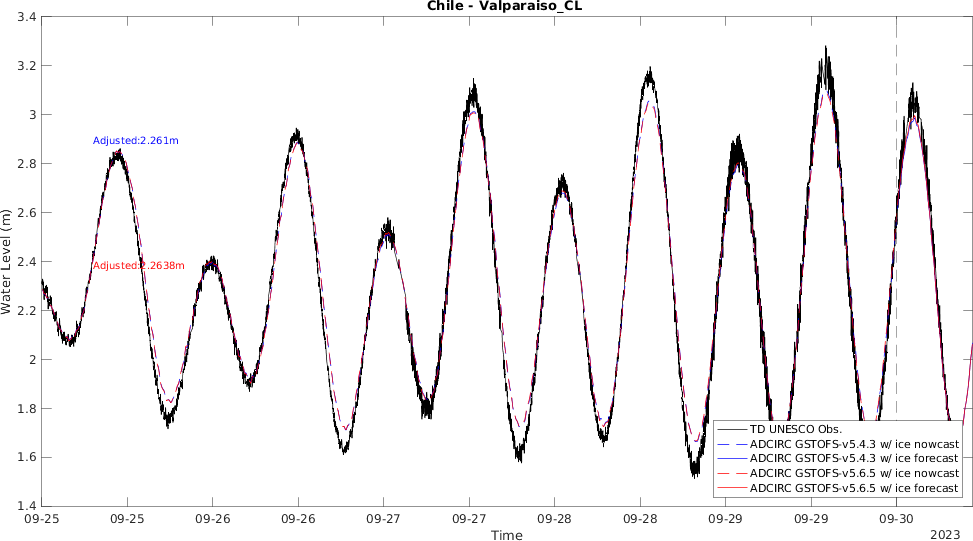 Chile - Valparaiso_CL
3.4
3.2
3
2.8
2.6
2.4
2.2
2
1.8
1.6
1.4
Water Level (m)
Adjusted:2.261m
Adjusted:2.2638m
TD UNESCO Obs.
ADCIRC GSTOFS-v5.4.3 w/ ice nowcast
ADCIRC GSTOFS-v5.4.3 w/ ice forecast
ADCIRC GSTOFS-v5.6.5 w/ ice nowcast
ADCIRC GSTOFS-v5.6.5 w/ ice forecast
09-25 09-25 09-26 09-26 09-27 09-27 09-28 09-28 09-29 09-29 09-30
Time
2023